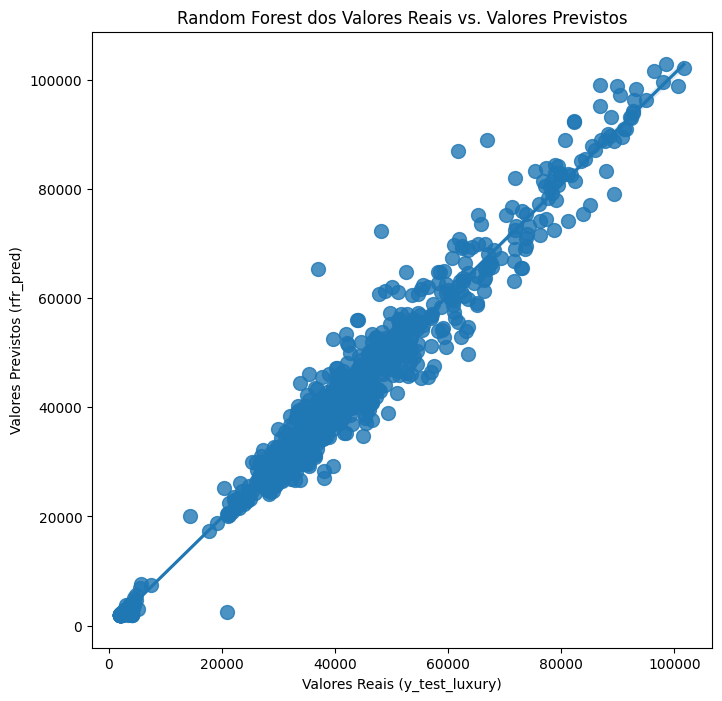 Random Forest dos Valores Reais vs. Valores Previstos
100000
80000
60000
40000
20000
0
Valores Previstos (rfr_pred)
0 20000 40000 60000 80000 100000
Valores Reais (y_test_luxury)